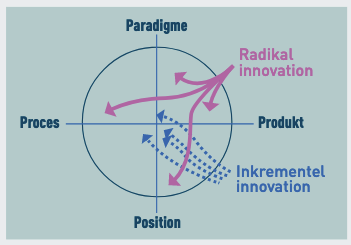 Paradigme
Radikal
innovation
Proces
Produkt
Inkrementel
innovation
Position